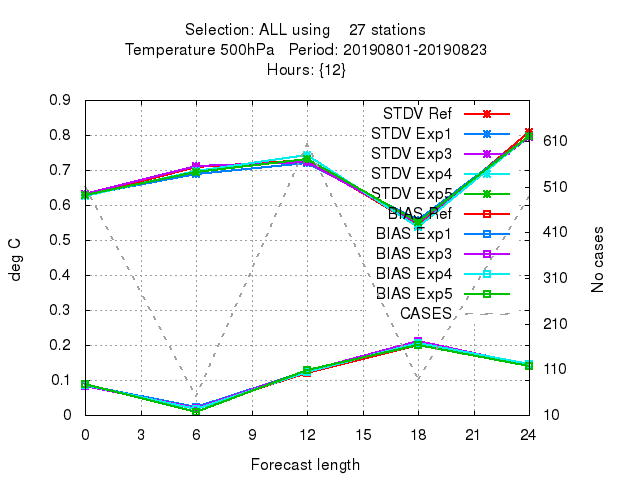 Selection: ALL using 27 stations
Temperature 500hPa Period: 20190801-20190823
Hours: {12}
0.9
0.8
0.7
0.6
0.5
0.4
0.3
0.2
0.1
0
deg C
STDV Ref
STDV Exp1
STDV Exp3
STDV Exp4
STDV Exp5
BIAS Ref
BIAS Exp1
BIAS Exp3
BIAS Exp4
BIAS Exp5
CASES
610
510
410
310
210
110
10
No cases
0 3 6 9 12 15 18 21 24
Forecast length